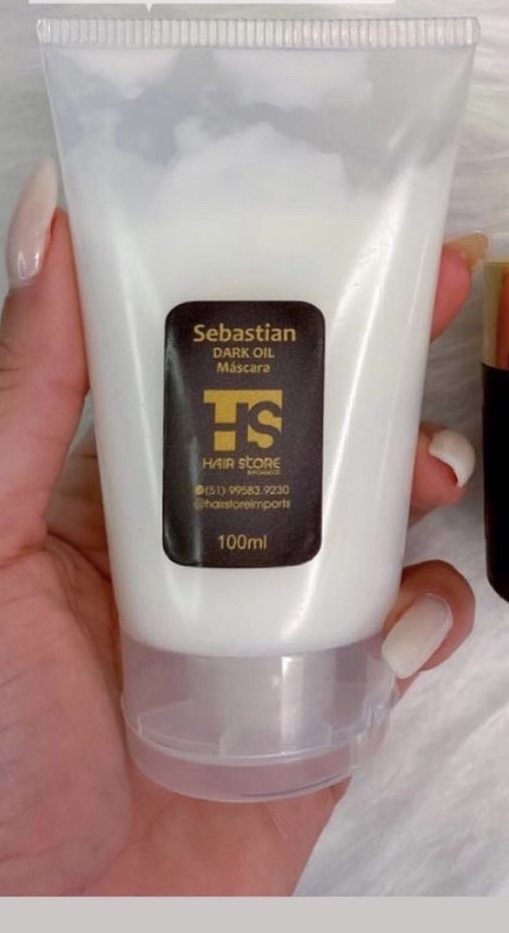 Sebastian
DARK OIL
Máscara
HS
HAIR STORE
(51) 99583.9230
@hairstoreimports
100ml